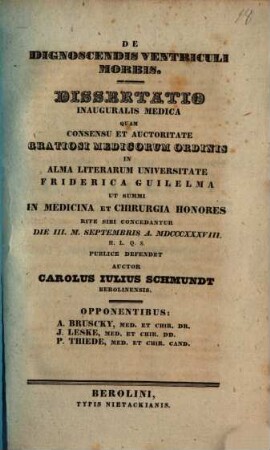 DE
DIGNOSCENDIS VENTRICULI
MORBIS.
DISSERTATIO
INAUGURALIS MEDICA
QUAM
CONSENSU ET AUCTORITATE
GRATIOSI MEDICORUM ORDINIS
IN
ALMA LITERARUM UNIVERSITATE
FRIDERICA GUILELMA
UT SUMMI
IN MEDICINA ET CHIRURGIA HONORES
RITE SIBI CONCEDANTUR
DIE III. M. SEPTEMBRIS A. MDCCCXXXVIII.
H. L. Q. S.
PUBLICE DEFENDET
AUCTOR
CAROLUS IULIUS SCHMUNDT
BEROLINENSIS.
OPPONENTIBUS:
A. BRUSCKY, MED. ET CHIR. DR.
J. LESKE, MED. ET CHIR. DD.
P. THIEDE, MED. ET CHIR. CAND.
BEROLINI,
TYPIS NIETACKIANIS.